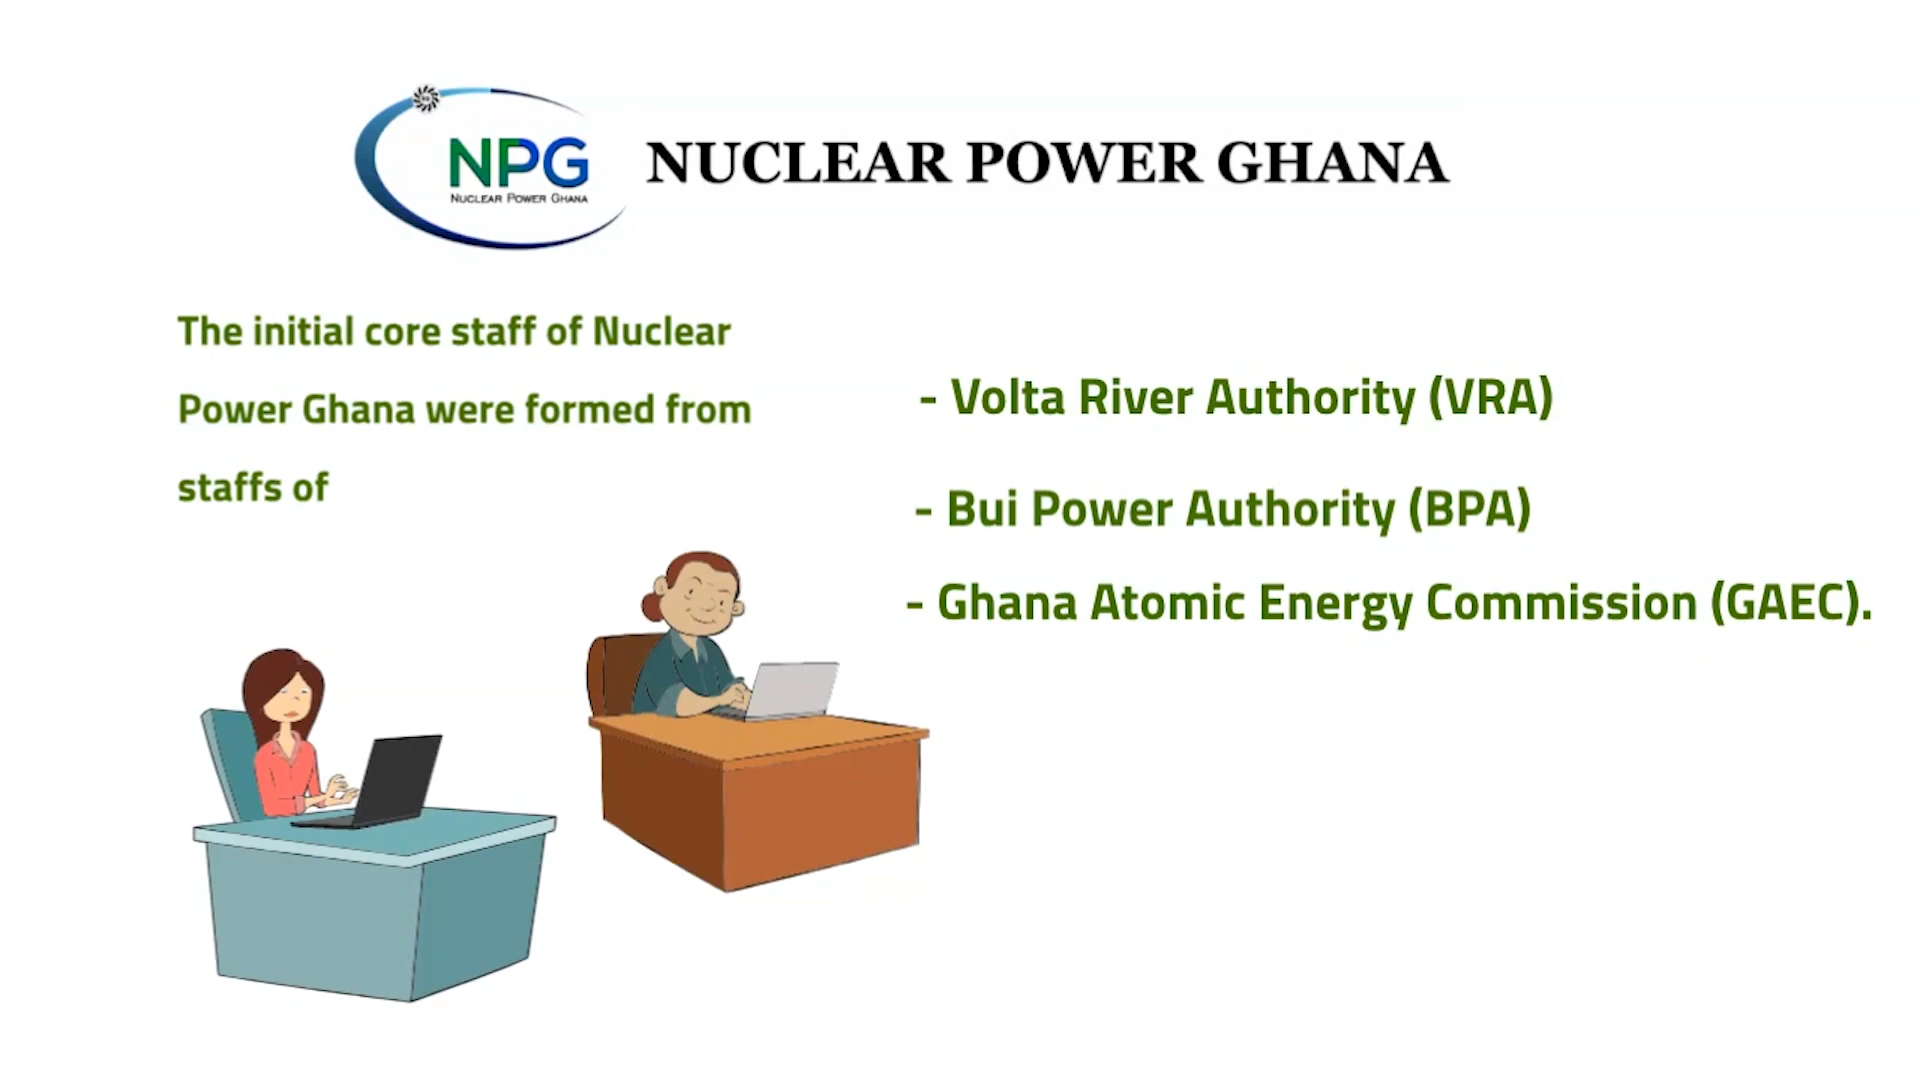 NPG
NUCLEAR POWER GHANA
NUCLEAR POWER GHANA
The initial core staff of Nuclear
Power Ghana were formed from
staffs of
- Volta River Authority (VRA)
- Bui Power Authority (BPA)
- Ghana Atomic Energy Commission (GAEC).